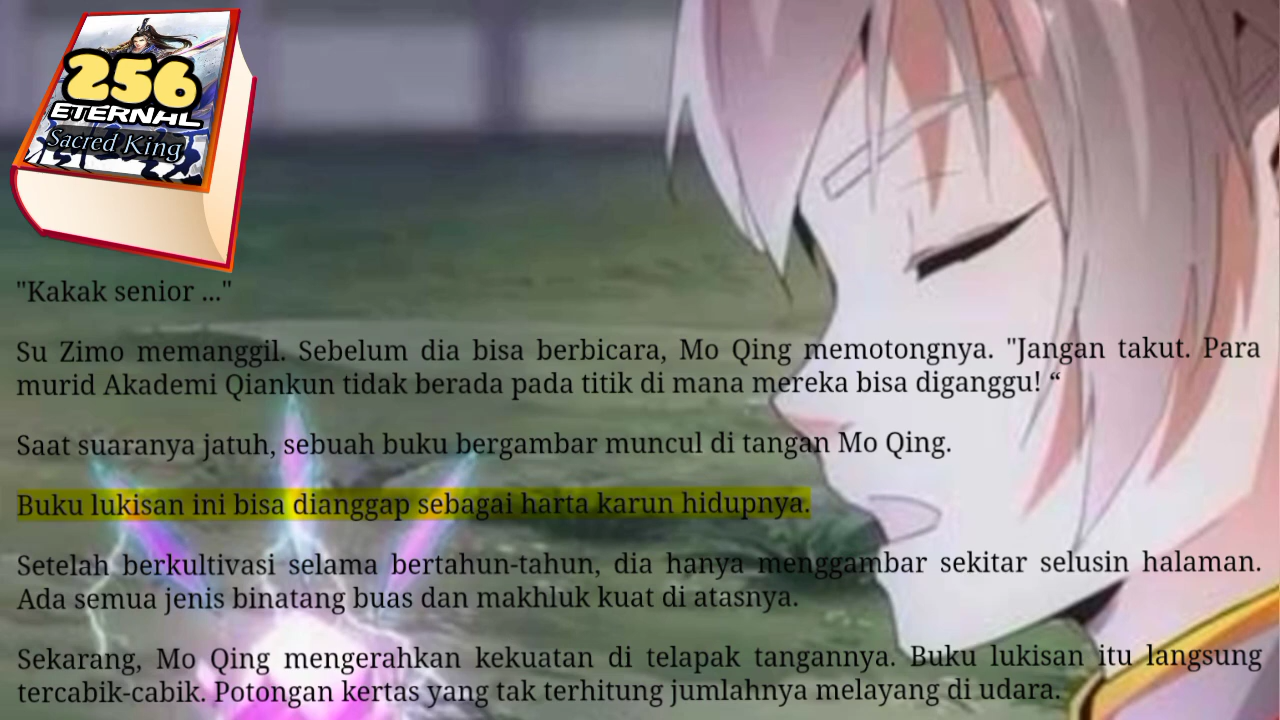 256
ETERNAL
Sacred King
"Kakak senior ..."
Su Zimo memanggil. Sebelum dia bisa berbicara, Mo Qing memotongnya. "Jangan takut. Para
murid Akademi Qiankun tidak berada pada titik di mana mereka bisa diganggu! “
Saat suaranya jatuh, sebuah buku bergambar muncul di tangan Mo Qing.
Buku lukisan ini bisa dianggap sebagai harta karun hidupnya.
Setelah berkultivasi selama bertahun-tahun, dia hanya menggambar sekitar selusin halaman.
Ada semua jenis binatang buas dan makhluk kuat di atasnya.
Sekarang, Mo Qing mengerahkan kekuatan di telapak tangannya. Buku lukisan itu langsung
tercabik-cabik. Potongan kertas yang tak terhitung jumlahnya melayang di udara.